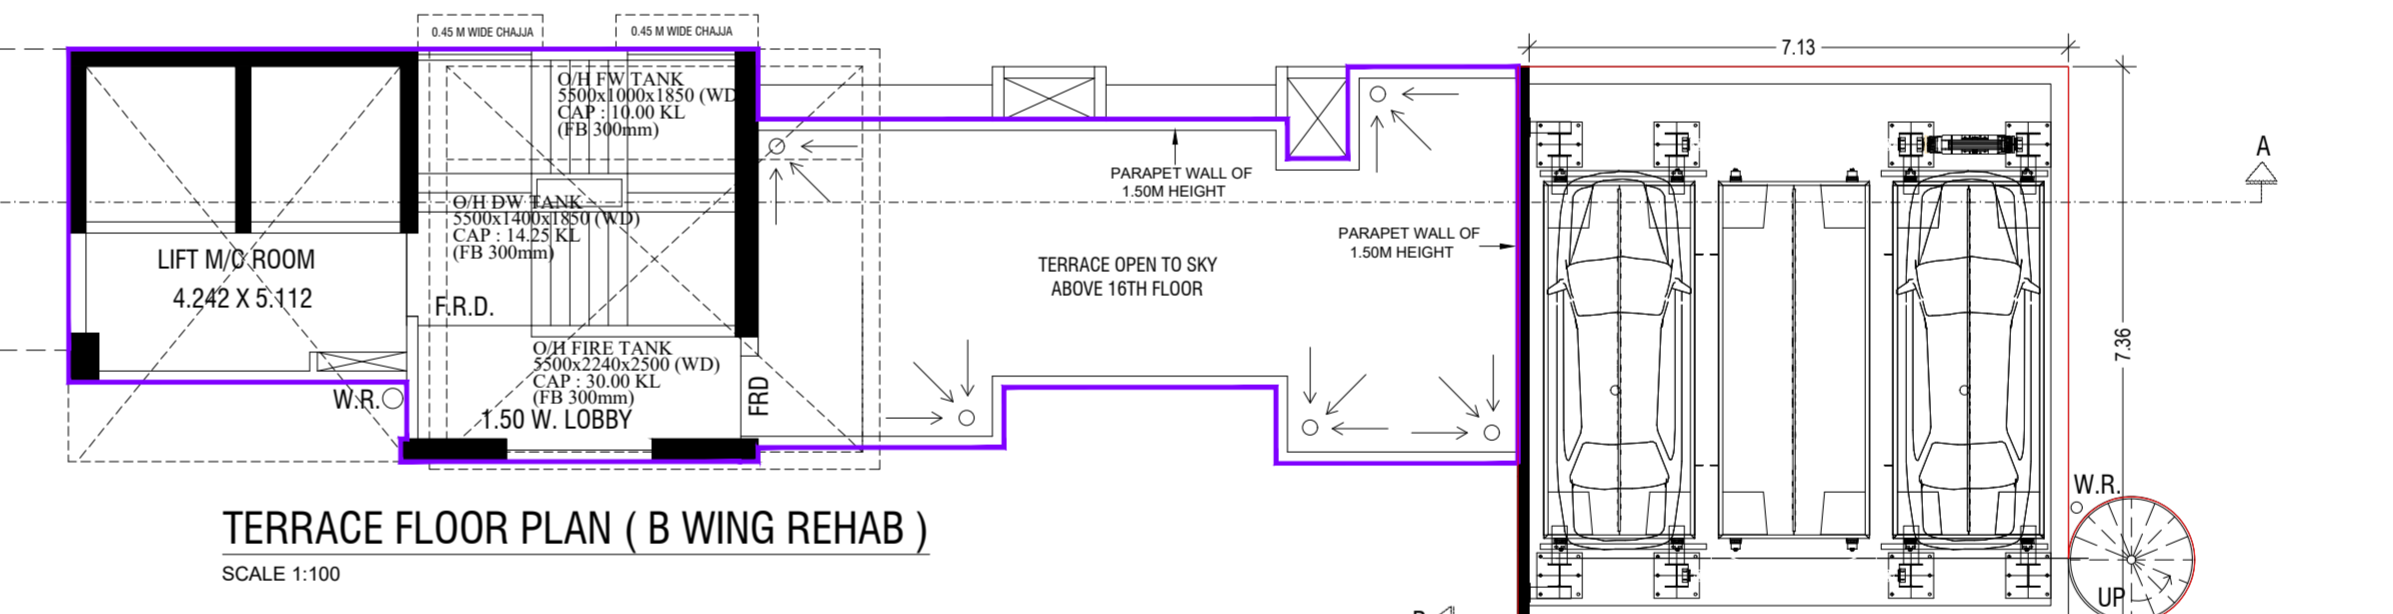 0.45 M WIDE CHAJJA
0.45 M WIDE CHAJJA
7.13
O/H FW TANK
5500x1000x1850 (WD
CAP : 10.00 KL
(FB 300mm)
A
PARAPET WALL OF
1.50M HEIGHT
O/H DW TANK
5500x1400x1850 (WD)
CAP : 14.25 KL
(FB 300mm)
PARAPET WALL OF
1.50M HEIGHT
LIFT M/C ROOM
4.242 X 5.112
TERRACE OPEN TO SKY
ABOVE 16TH FLOOR
F.R.D.
7.36
O/H FIRE TANK
5500x2240x2500 (WD)
CAP : 30.00 KL
(FB 300mm)
FRD
W.R.
1.50 W. LOBBY
W.R.
TERRACE FLOOR PLAN ( B WING REHAB )
SCALE 1:100
UP